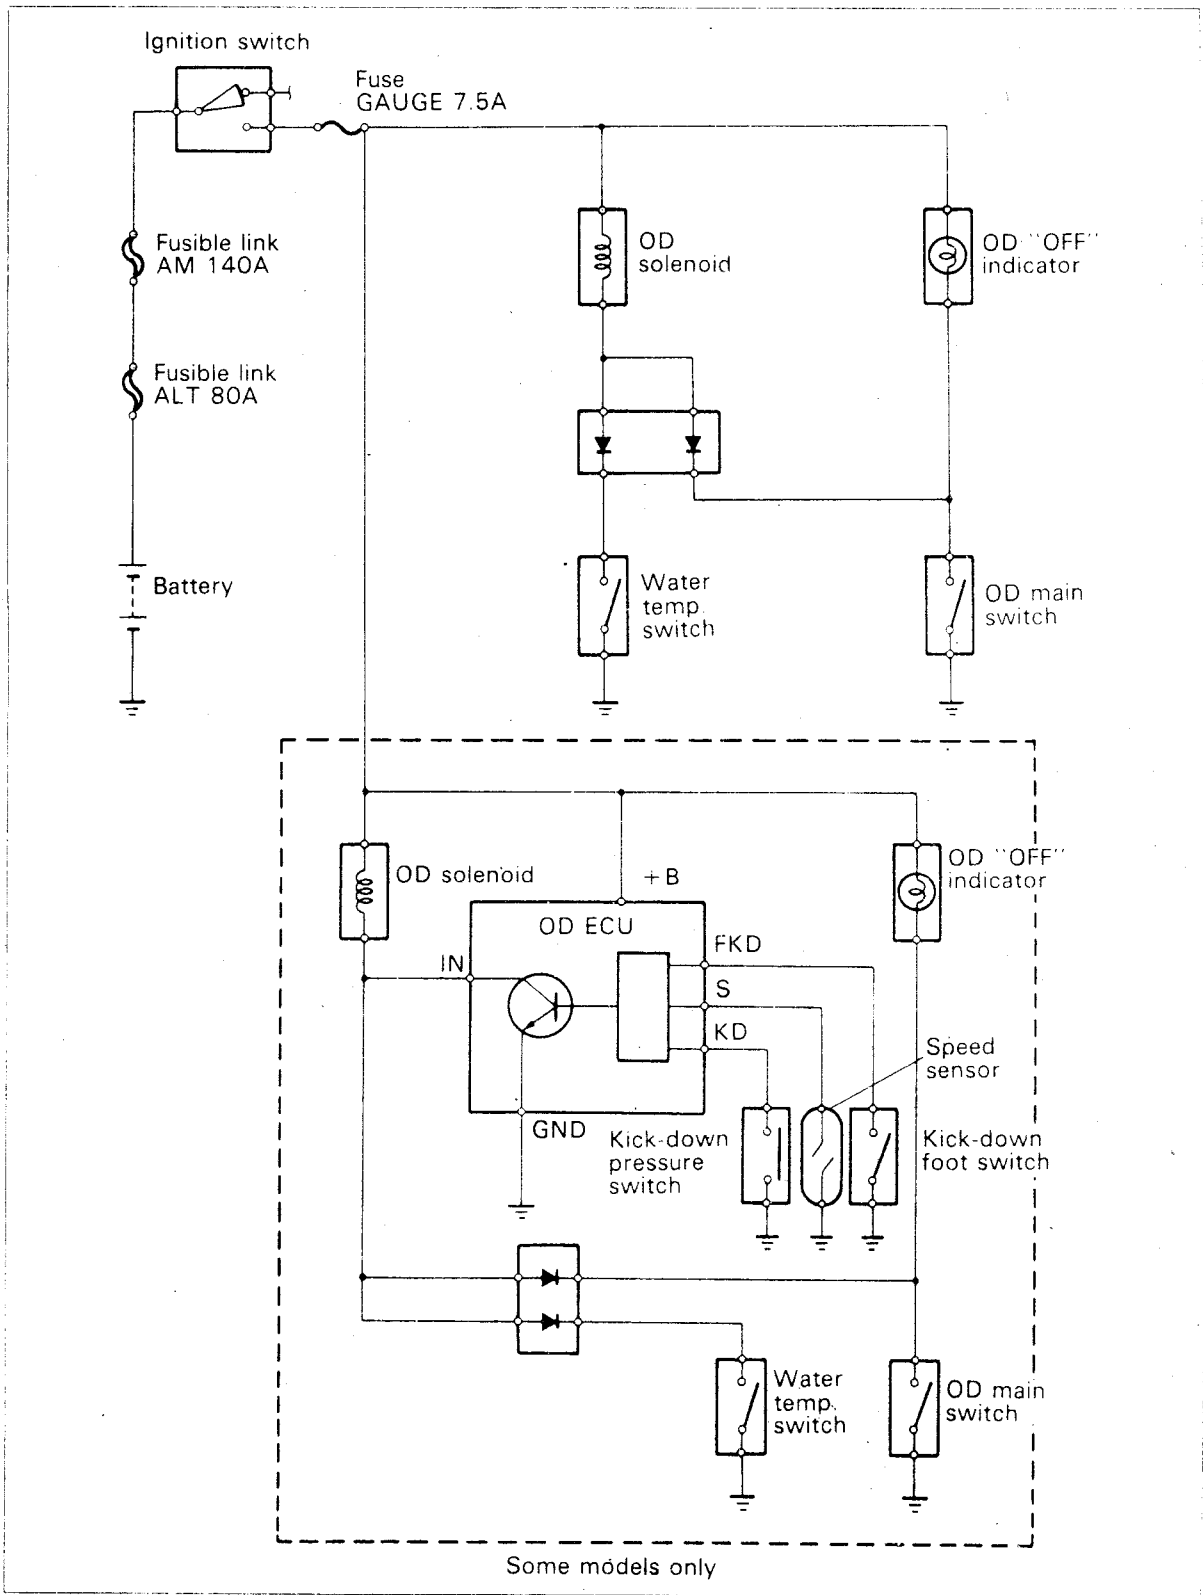 Ignition switch
Fuse
GAUGE 7.5A
Fusible link
AM 140A
OD
solenoid
OD "OFF"
indicator
Fusible link
ALT 80A
Battery
Water
temp.
switch
OD main
switch
OD solenoid
+B
OD "OFF"
indicator
OD ECU
IN
FKD
S
KD
GND
Speed
sensor
Kick-down
pressure
switch
Kick-down
foot switch
Water
temp.
switch
OD main
switch
Some models only